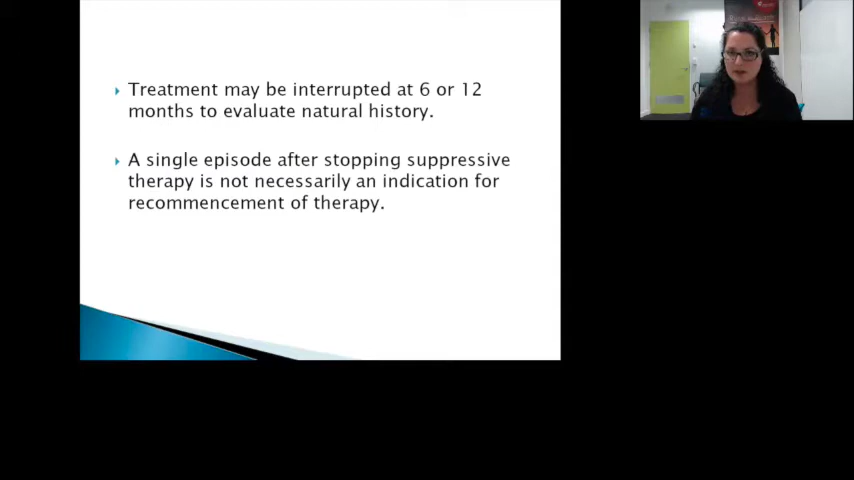 Treatment may be interrupted at 6 or 12
months to evaluate natural history.
A single episode after stopping suppressive
therapy is not necessarily an indication for
recommencement of therapy.